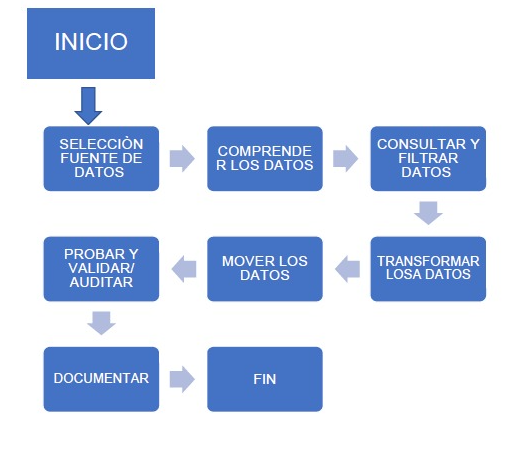 INICIO
SELECCIÒN
FUENTE DE
DATOS
COMPRENDE
R LOS DATOS
CONSULTAR Y
FILTRAR
DATOS
TRANSFORMAR
LOSA DATOS
MOVER LOS
DATOS
PROBAR Y
VALIDAR/
AUDITAR
DOCUMENTAR
FIN